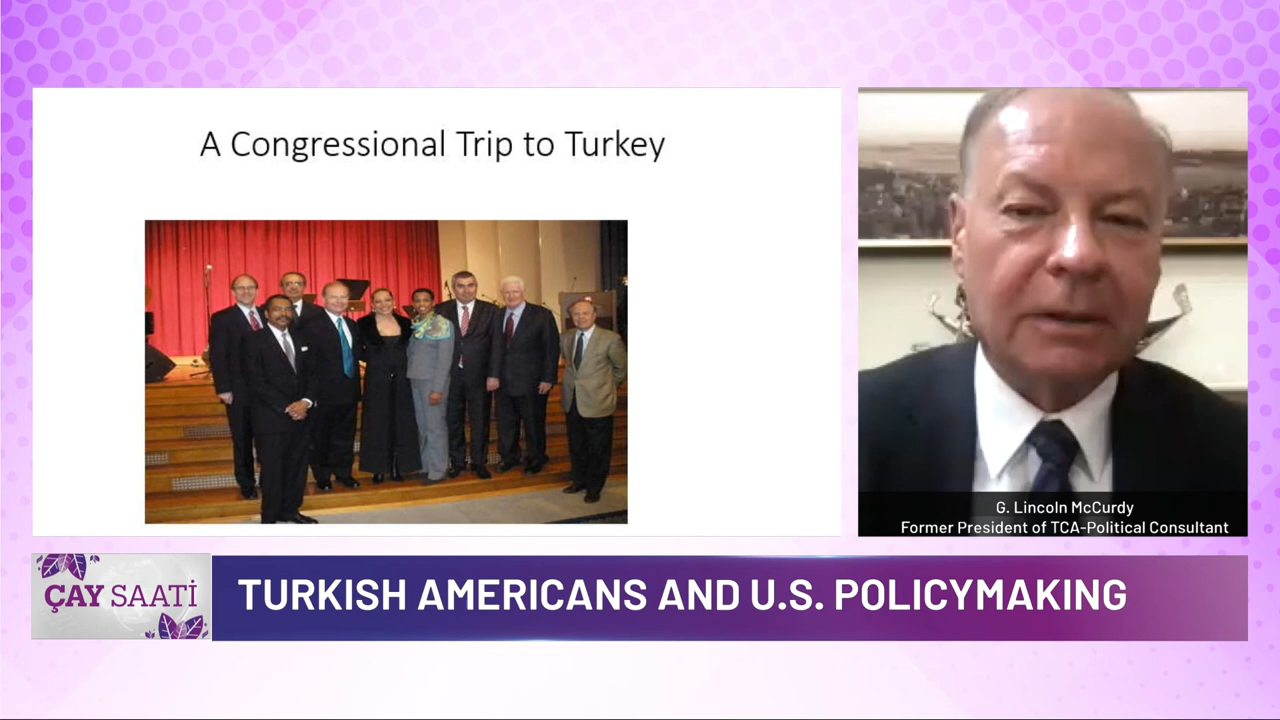 A Congressional Trip to Turkey
G. Lincoln McCurdy
Former President of TCA-Political Consultant
ÇAY SAATİ
TURKISH AMERICANS AND U.S. POLICYMAKING